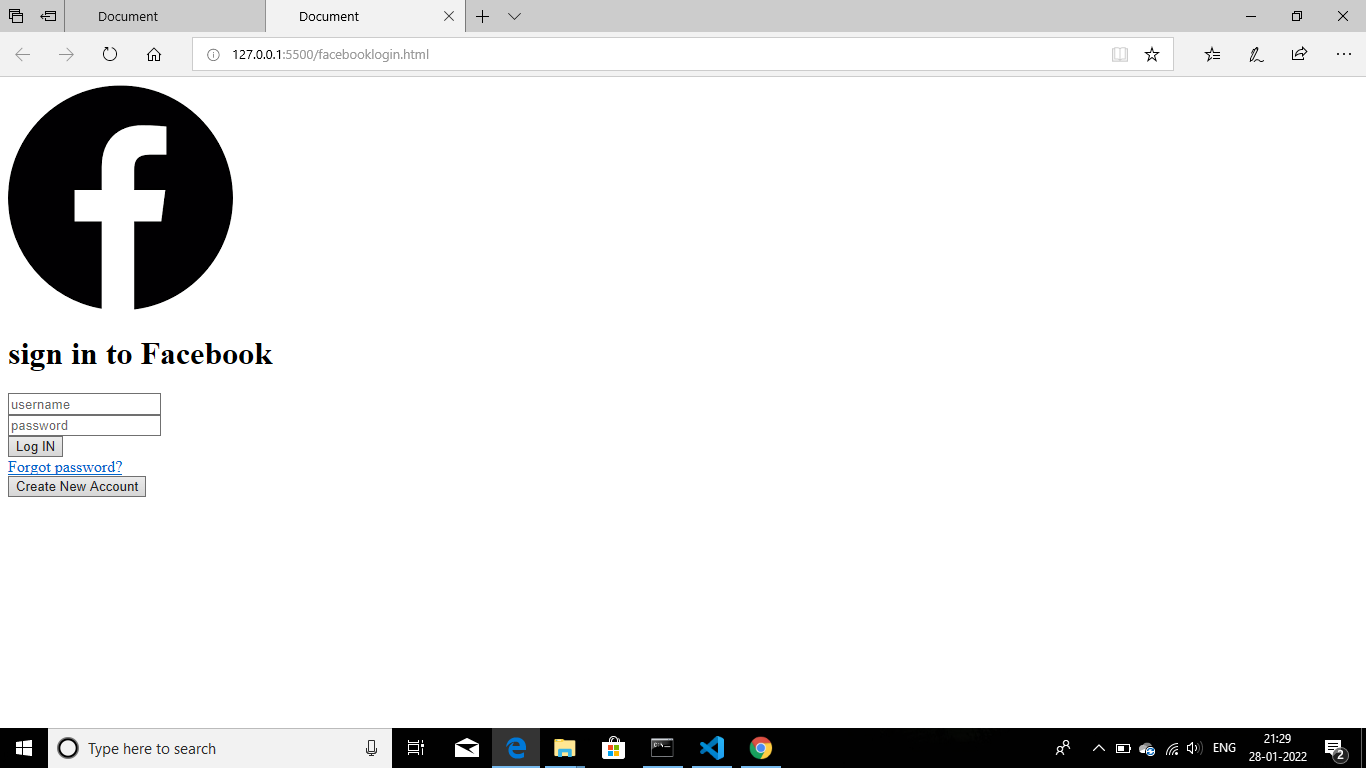 Document
Document
127.0.0.1:5500/facebooklogin.html
f
sign in to Facebook
username
password
Log IN
Forgot password?
Create New Account
Type here to search
ENG
21:29
28-01-2022
2